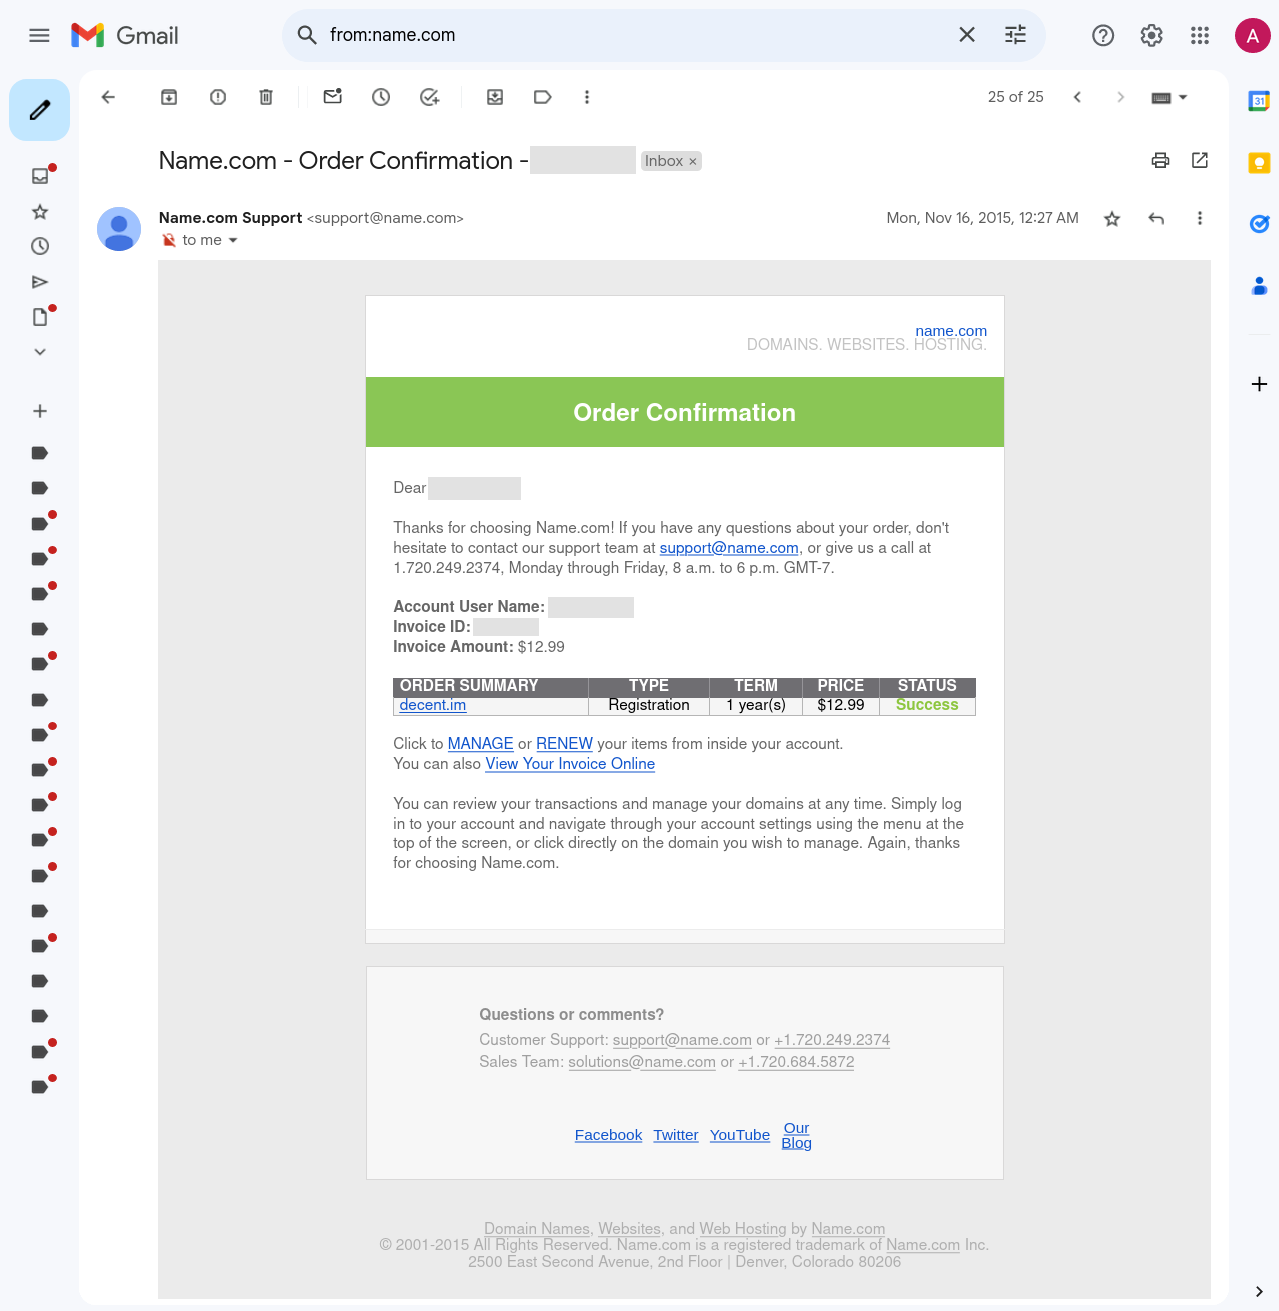 Gmail
from:name.com
A
25 of 25
31
Name.com - Order Confirmation -
Inbox ×
Name.com Support <support@name.com>
Mon, Nov 16, 2015, 12:27 AM
to me
name.com
DOMAINS. WEBSITES. HOSTING.
Order Confirmation
Dear
Thanks for choosing Name.com! If you have any questions about your order, don't
hesitate to contact our support team at support@name.com, or give us a call at
1.720.249.2374, Monday through Friday, 8 a.m. to 6 p.m. GMT-7.
Account User Name:
Invoice ID:
Invoice Amount: $12.99
ORDER SUMMARY TYPE TERM PRICE STATUS
decent.im Registration 1 year(s) $12.99 Success
Click to MANAGE or RENEW your items from inside your account.
You can also View Your Invoice Online
You can review your transactions and manage your domains at any time. Simply log
in to your account and navigate through your account settings using the menu at the
top of the screen, or click directly on the domain you wish to manage. Again, thanks
for choosing Name.com.
Questions or comments?
Customer Support: support@name.com or +1.720.249.2374
Sales Team: solutions@name.com or +1.720.684.5872
Facebook Twitter YouTube Our
Blog
Domain Names, Websites, and Web Hosting by Name.com
© 2001-2015 All Rights Reserved. Name.com is a registered trademark of Name.com Inc.
2500 East Second Avenue, 2nd Floor | Denver, Colorado 80206